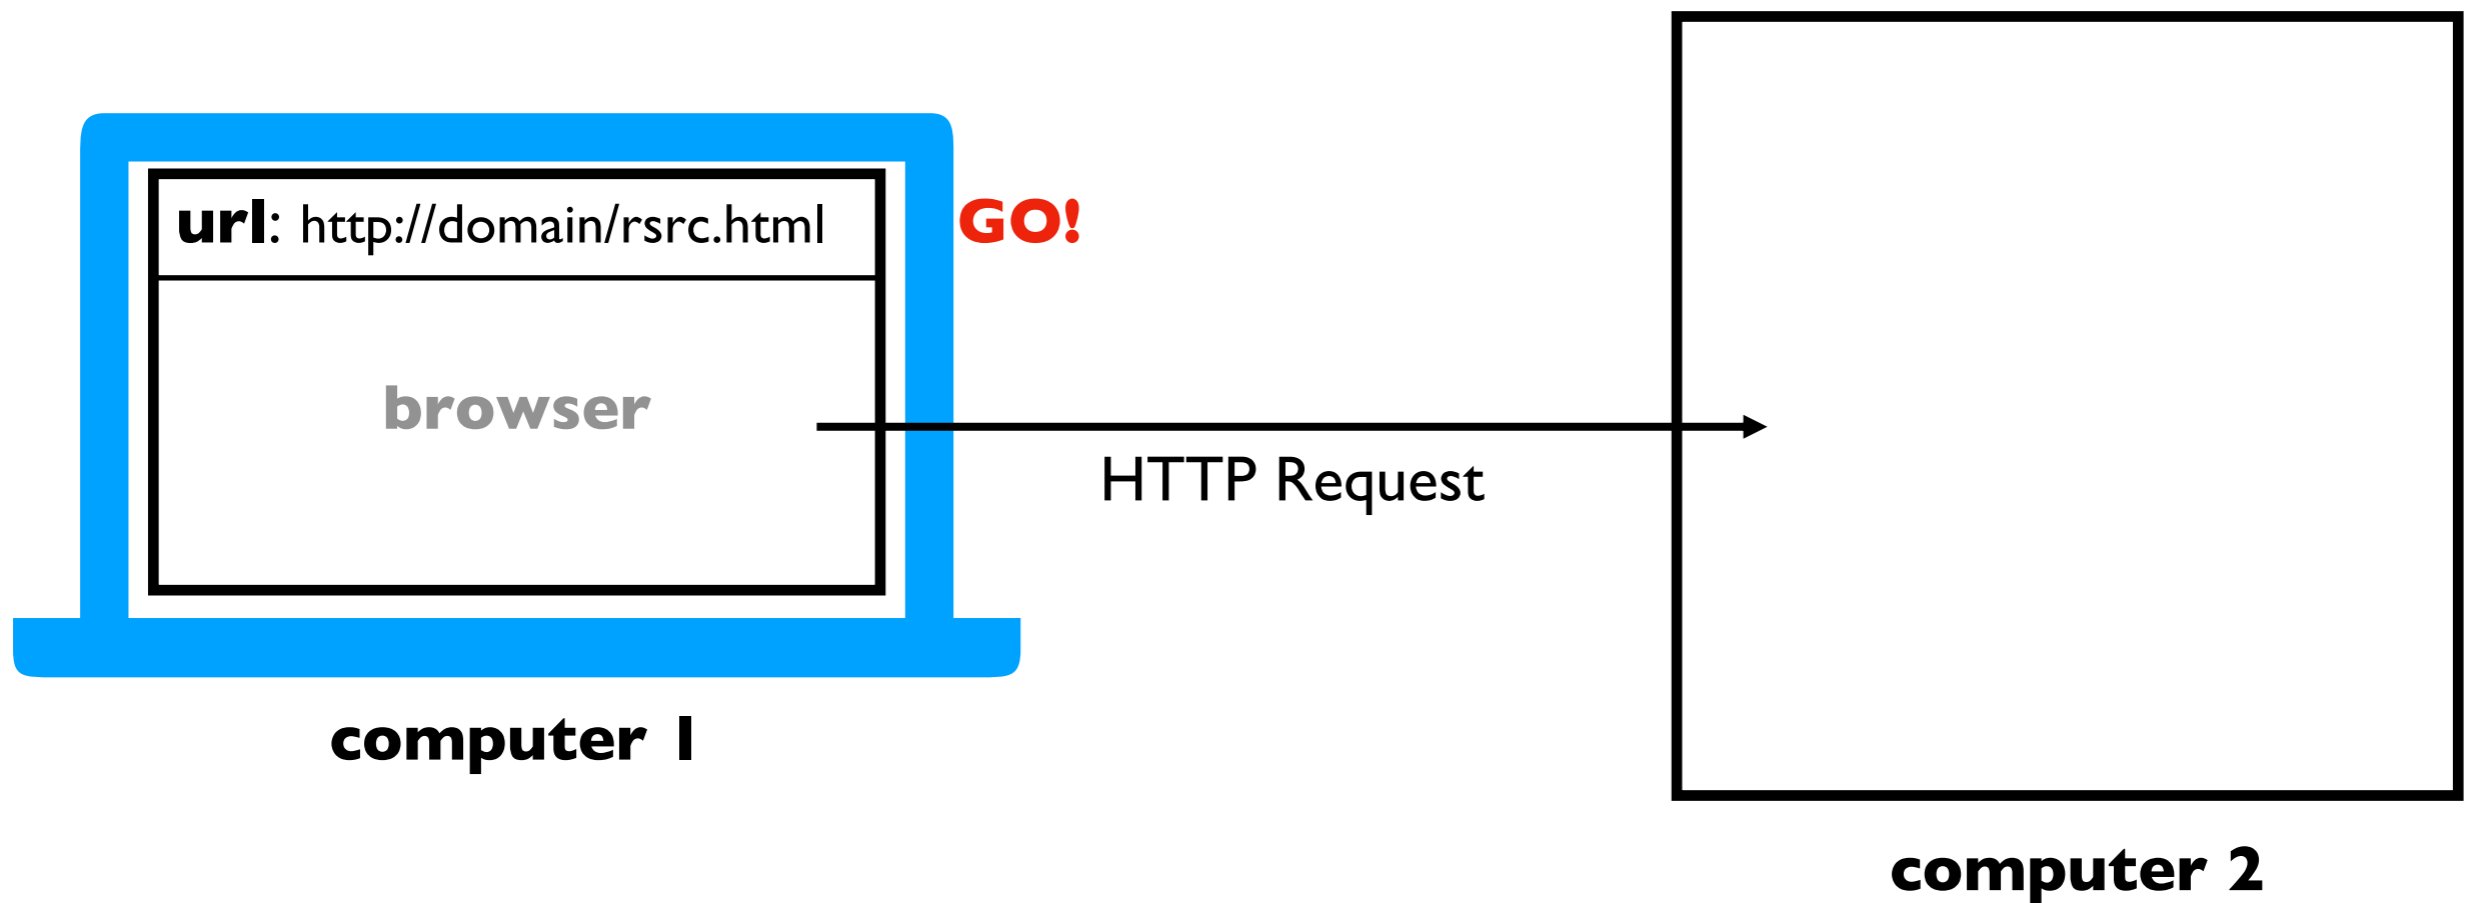 url: http://domain/rsrc.html
GO!
browser
HTTP Request
computer 1
computer 2